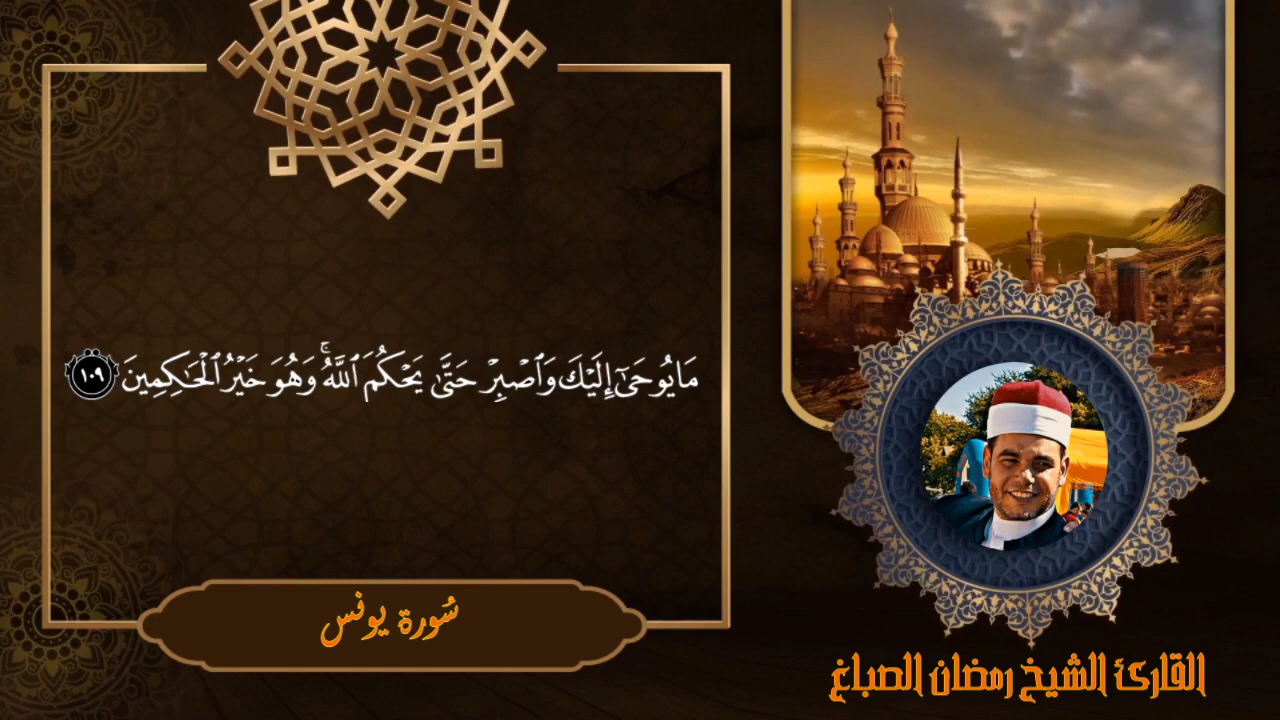 مَا يُوحَىٰٓ إِلَيْكَ وَٱصْبِرْ حَتَّىٰ يَحْكُمَ ٱللَّهُۚ وَهُوَ خَيْرُ ٱلْحَٰكِمِينَ ١٠٩
سُورة يونس
القارئ الشيخ رمضان الصباغ